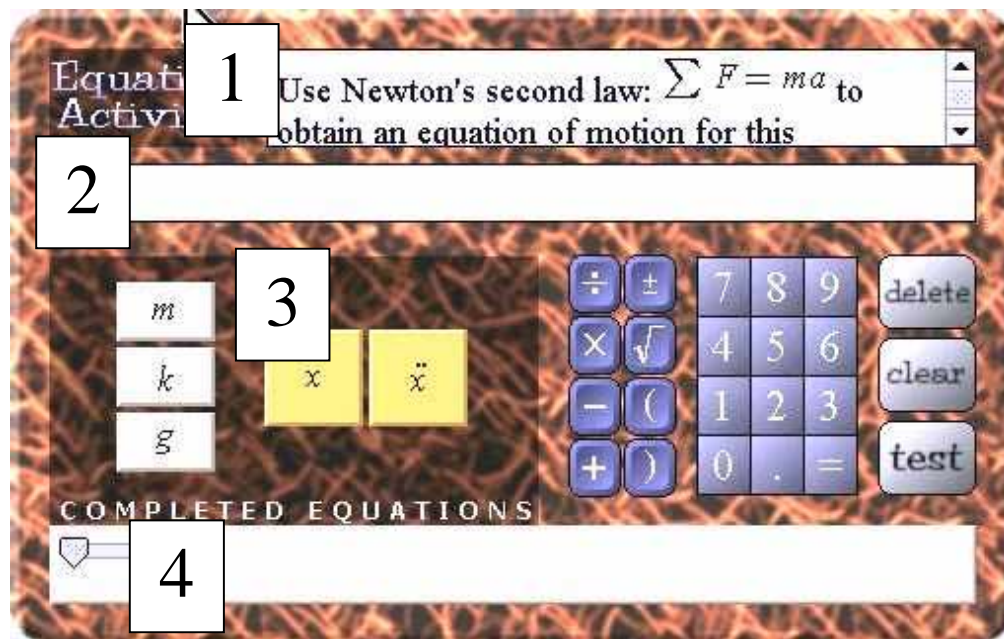 1
Equati
Activi
Use Newton's second law: ∑ F = ma to
obtain an equation of motion for this
2
3
m
k
g
x
ẍ
÷ ± 7 8 9 delete
× √ 4 5 6 clear
− ( 1 2 3
+ ) 0 . = test
COMPLETED EQUATIONS
4